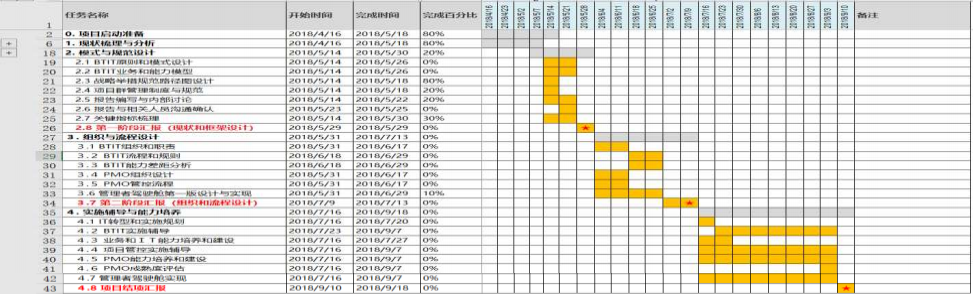 任务名称 开始时间 完成时间 完成百分比 2018/4/16 2018/4/23 2018/5/2 2018/5/7 2018/5/14 2018/5/21 2018/5/28 2018/6/4 2018/6/11 2018/6/18 2018/6/25 2018/7/2 2018/7/9 2018/7/16 2018/7/23 2018/7/30 2018/8/6 2018/8/13 2018/8/20 2018/8/27 2018/9/3 2018/9/10 备注
1
2 0. 项目启动准备 2018/4/16 2018/5/18 80%
6 1. 现状梳理与分析 2018/4/16 2018/5/18 80%
18 2. 模式与规范设计 2018/5/14 2018/5/30 20%
19 2.1 BTIT原则和模式设计 2018/5/14 2018/5/26 0%
20 2.2 BTIT业务和能力模型 2018/5/14 2018/5/26 0%
21 2.3 战略举措规范路径图设计 2018/5/14 2018/5/18 80%
22 2.4 项目群管理制度与规范 2018/5/14 2018/5/18 20%
23 2.5 报告编写与内部讨论 2018/5/14 2018/5/22 20%
24 2.6 报告与相关人员沟通确认 2018/5/23 2018/5/25 0%
25 2.7 关键指标梳理 2018/5/14 2018/5/30 30%
26 2.8 第一阶段汇报（现状和框架设计） 2018/5/29 2018/5/29 0%
27 3. 组织与流程设计 2018/5/31 2018/7/13 0%
28 3.1 BTIT组织和职责 2018/5/31 2018/6/17 0%
29 3.2 BTIT流程和规则 2018/6/18 2018/6/29 0%
30 3.3 BTIT能力差距分析 2018/6/18 2018/6/29 0%
31 3.4 PMO组织设计 2018/5/31 2018/6/17 0%
32 3.5 PMO管控流程 2018/5/31 2018/6/17 0%
33 3.6 管理者驾驶舱第一版设计与实现 2018/5/31 2018/6/29 10%
34 3.7 第二阶段汇报（组织和流程设计） 2018/7/9 2018/7/13 0%
35 4. 实施辅导与能力培养 2018/7/16 2018/9/18 0%
36 4.1 IT转型和实施规划 2018/7/16 2018/7/20 0%
37 4.2 BTIT实施辅导 2018/7/23 2018/9/7 0%
38 4.3 业务和IT能力培养和建设 2018/7/16 2018/7/27 0%
39 4.4 项目管控实施辅导 2018/7/16 2018/9/7 0%
40 4.5 PMO能力培养和建设 2018/7/16 2018/9/7 0%
41 4.6 PMO成熟度评估 2018/7/16 2018/9/7 0%
42 4.7 管理者驾驶舱实现 2018/7/16 2018/9/7 0%
43 4.8 项目结项汇报 2018/9/10 2018/9/18 0%